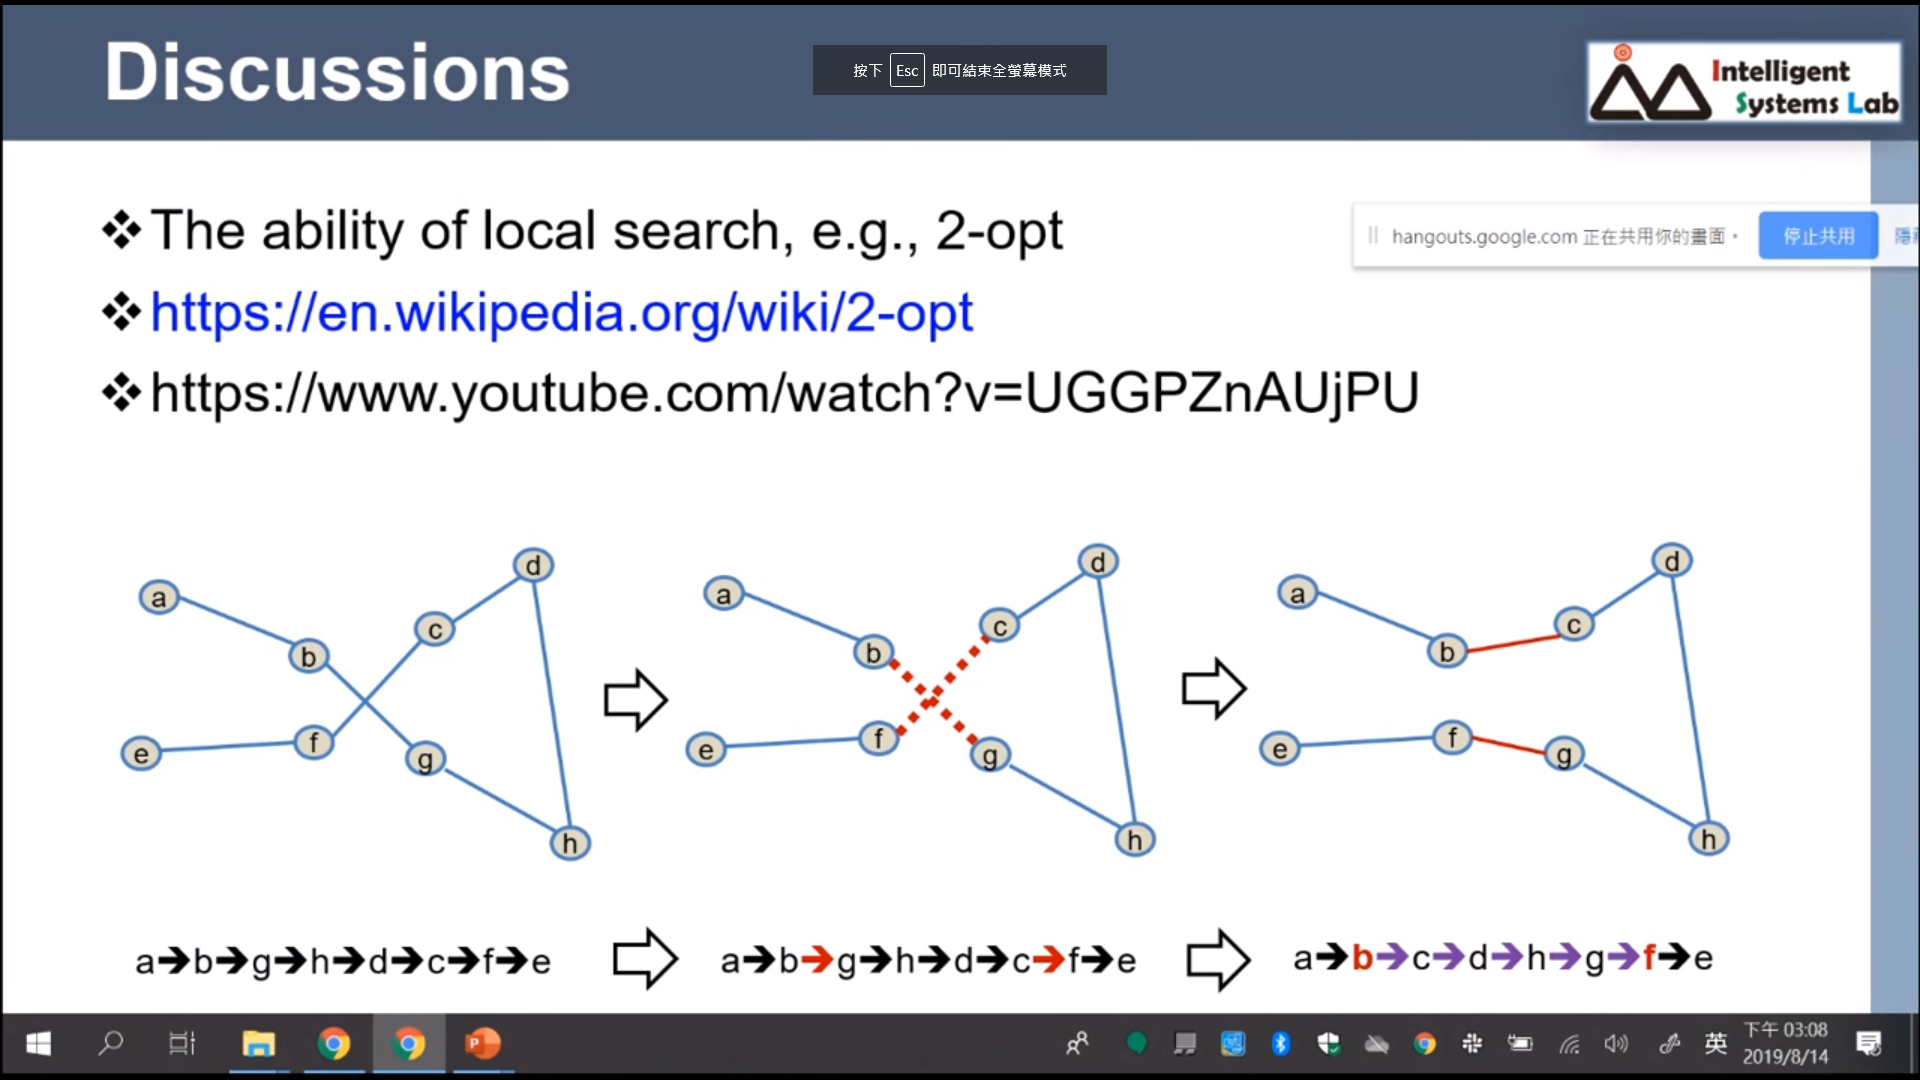 Discussions
按下 Esc 即可結束全螢幕模式
Intelligent
Systems Lab
❖The ability of local search, e.g., 2-opt
hangouts.google.com 正在共用你的畫面。
停止共用
❖https://en.wikipedia.org/wiki/2-opt
❖https://www.youtube.com/watch?v=UGGPZnAUjPU
a
b
c
d
e
f
g
h
a
b
c
d
e
f
g
h
a
b
c
d
e
f
g
h
a➔b➔g➔h➔d➔c➔f➔e
a➔b➔g➔h➔d➔c➔f➔e
a➔b➔c➔d➔h➔g➔f➔e
英
下午 03:08
2019/8/14